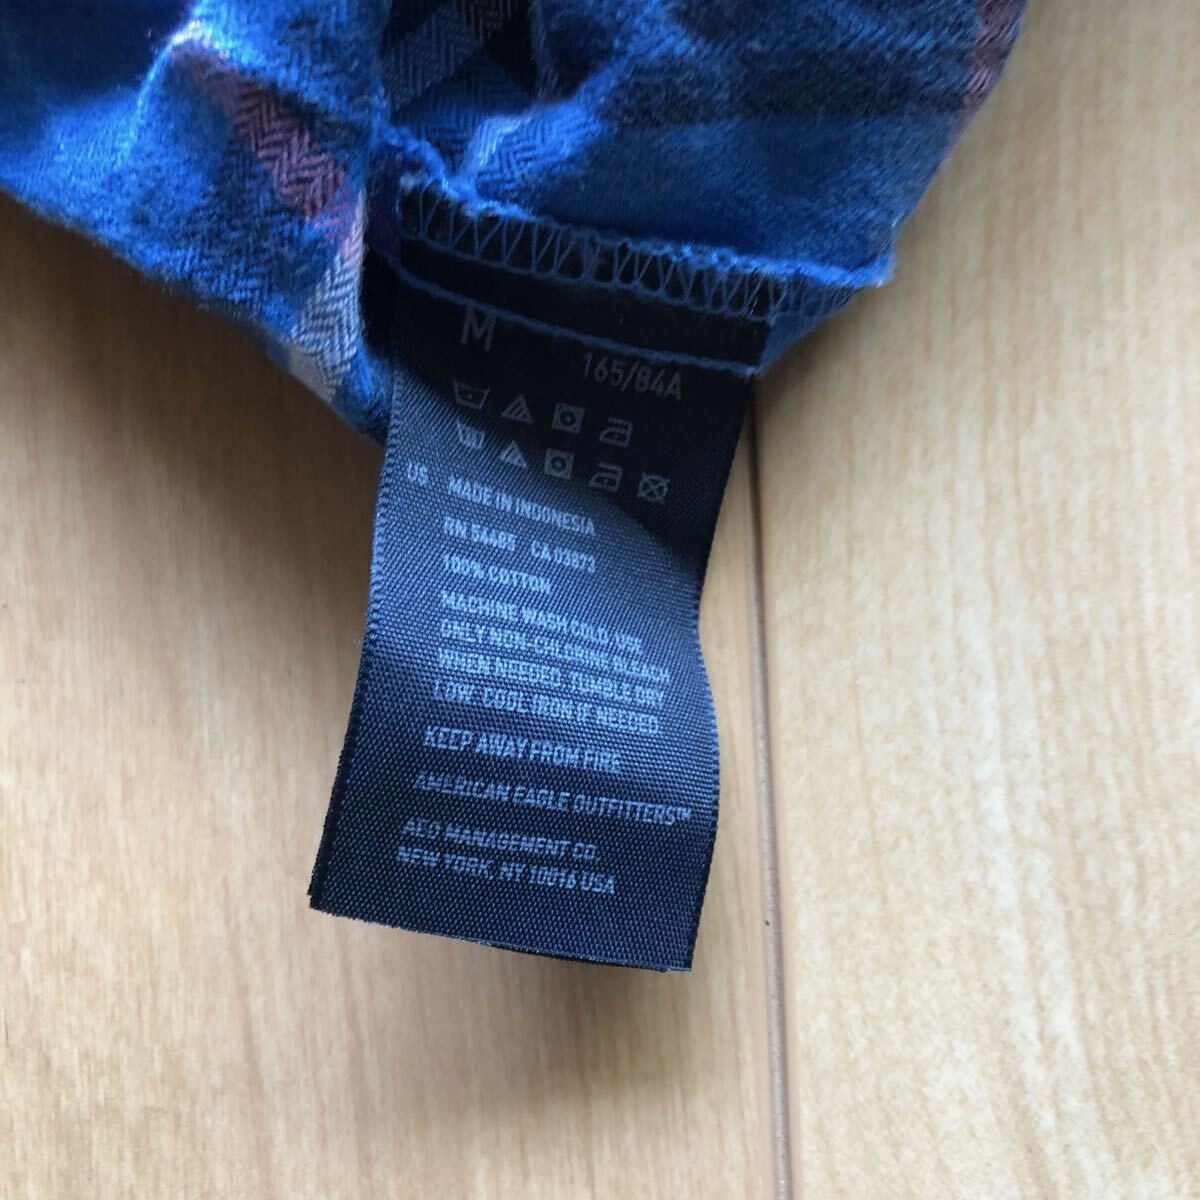 M
165/84A
US MADE IN INDONESIA
RN 54485 CA 10873
100% COTTON
MACHINE WASH COLD. USE
ONLY NON-CHLORINE BLEACH
WHEN NEEDED. TUMBLE DRY
LOW. COOL IRON IF NEEDED
KEEP AWAY FROM FIRE
AMERICAN EAGLE OUTFITTERS™
AEO MANAGEMENT CO.
NEW YORK, NY 10016 USA